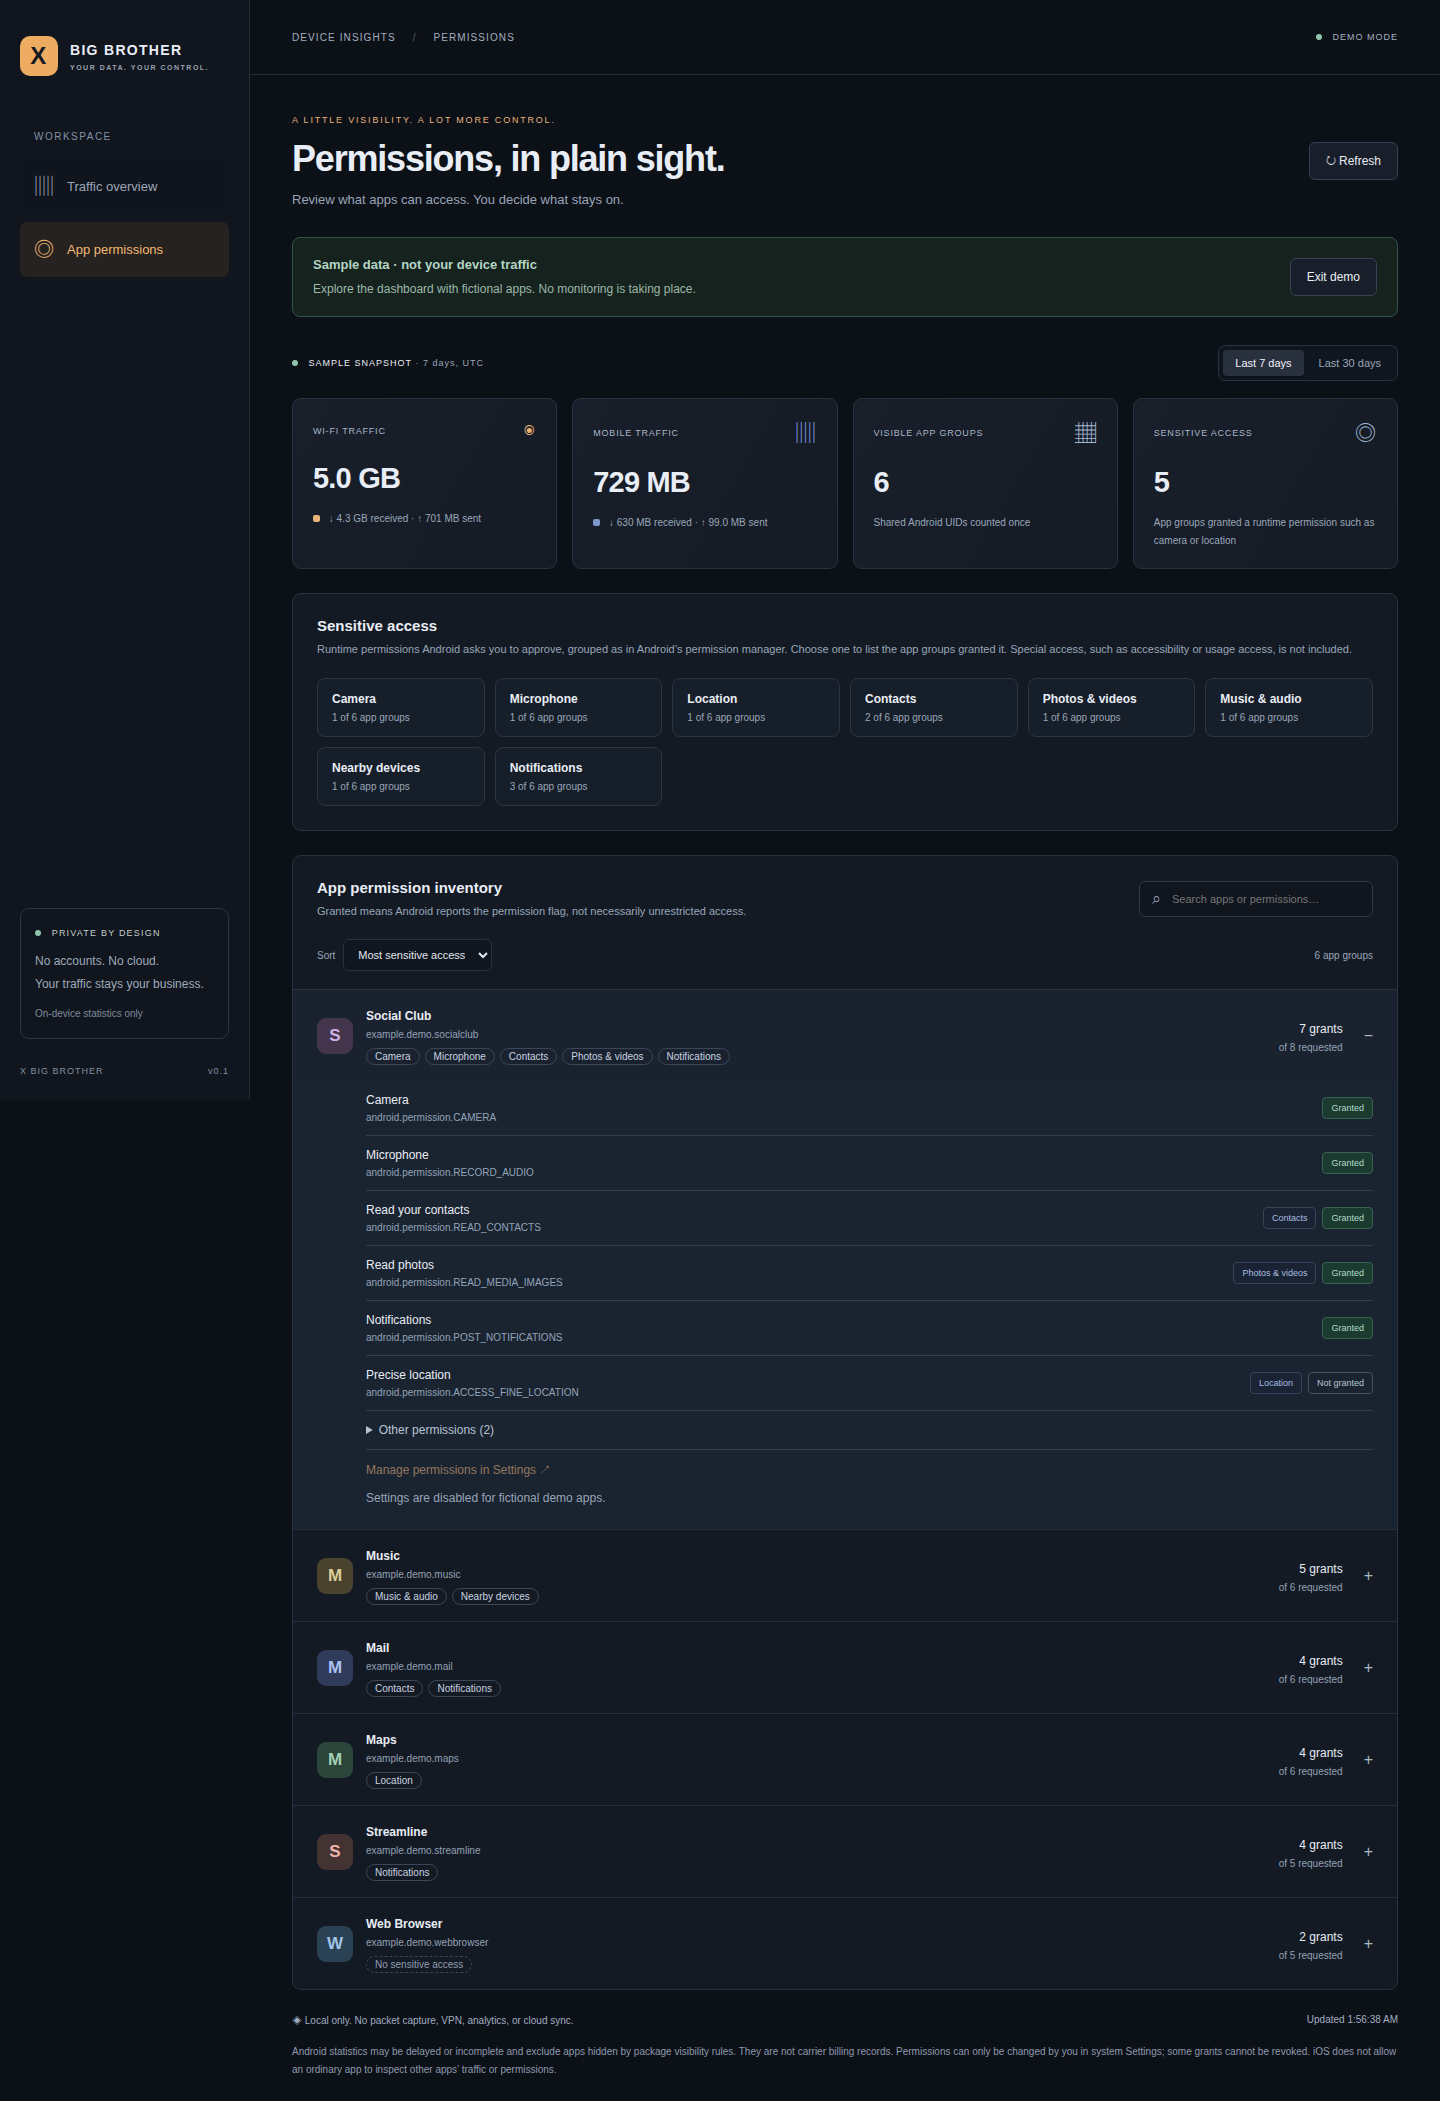 X
BIG BROTHER
YOUR DATA. YOUR CONTROL.
WORKSPACE
Traffic overview
App permissions
PRIVATE BY DESIGN
No accounts. No cloud.
Your traffic stays your business.
On-device statistics only
X BIG BROTHER v0.1
DEVICE INSIGHTS / PERMISSIONS
DEMO MODE
A LITTLE VISIBILITY. A LOT MORE CONTROL.
Permissions, in plain sight.
Review what apps can access. You decide what stays on.
↻ Refresh
Sample data · not your device traffic
Explore the dashboard with fictional apps. No monitoring is taking place.
Exit demo
SAMPLE SNAPSHOT · 7 days, UTC
Last 7 days Last 30 days
WI-FI TRAFFIC
5.0 GB
↓ 4.3 GB received · ↑ 701 MB sent
MOBILE TRAFFIC
729 MB
↓ 630 MB received · ↑ 99.0 MB sent
VISIBLE APP GROUPS
6
Shared Android UIDs counted once
SENSITIVE ACCESS
5
App groups granted a runtime permission such as
camera or location
Sensitive access
Runtime permissions Android asks you to approve, grouped as in Android's permission manager. Choose one to list the app groups granted it. Special access, such as accessibility or usage access, is not included.
Camera
1 of 6 app groups
Microphone
1 of 6 app groups
Location
1 of 6 app groups
Contacts
2 of 6 app groups
Photos & videos
1 of 6 app groups
Music & audio
1 of 6 app groups
Nearby devices
1 of 6 app groups
Notifications
3 of 6 app groups
App permission inventory
Granted means Android reports the permission flag, not necessarily unrestricted access.
Search apps or permissions…
Sort Most sensitive access
6 app groups
S
Social Club
example.demo.socialclub
Camera Microphone Contacts Photos & videos Notifications
7 grants
of 8 requested
−
Camera
android.permission.CAMERA
Granted
Microphone
android.permission.RECORD_AUDIO
Granted
Read your contacts
android.permission.READ_CONTACTS
Contacts Granted
Read photos
android.permission.READ_MEDIA_IMAGES
Photos & videos Granted
Notifications
android.permission.POST_NOTIFICATIONS
Granted
Precise location
android.permission.ACCESS_FINE_LOCATION
Location Not granted
▶ Other permissions (2)
Manage permissions in Settings ↗
Settings are disabled for fictional demo apps.
M
Music
example.demo.music
Music & audio Nearby devices
5 grants
of 6 requested
+
M
Mail
example.demo.mail
Contacts Notifications
4 grants
of 6 requested
+
M
Maps
example.demo.maps
Location
4 grants
of 6 requested
+
S
Streamline
example.demo.streamline
Notifications
4 grants
of 5 requested
+
W
Web Browser
example.demo.webbrowser
No sensitive access
2 grants
of 5 requested
+
◈ Local only. No packet capture, VPN, analytics, or cloud sync.
Updated 1:56:38 AM
Android statistics may be delayed or incomplete and exclude apps hidden by package visibility rules. They are not carrier billing records. Permissions can only be changed by you in system Settings; some grants cannot be revoked. iOS does not allow
an ordinary app to inspect other apps' traffic or permissions.